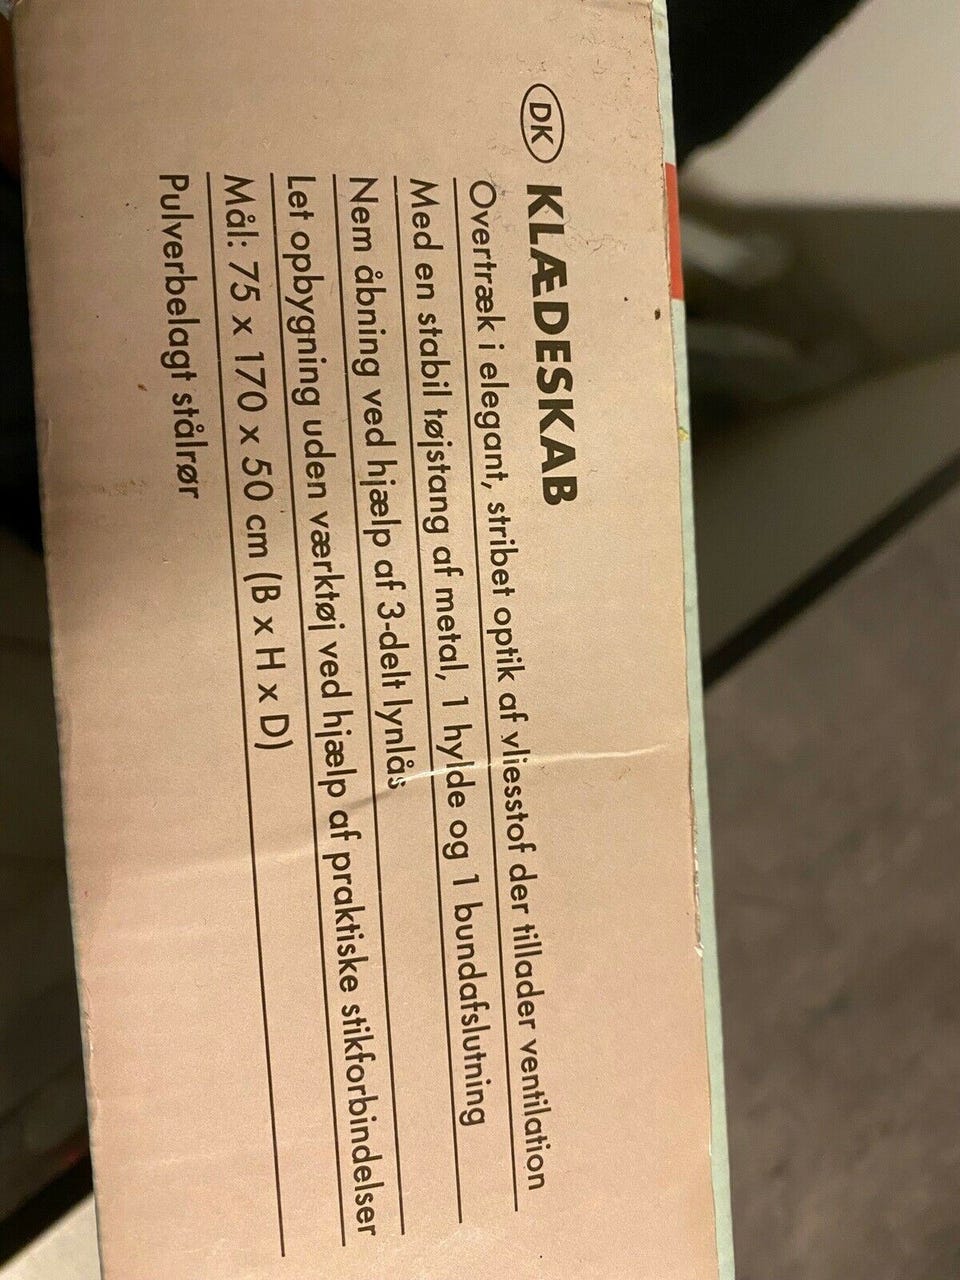 DK KLÆDESKAB
Overtræk i elegant, stribet optik af vliesstof der tillader ventilation
Med en stabil tøjstang af metal, 1 hylde og 1 bundafslutning
Nem åbning ved hjælp af 3-delt lynlås
Let opbygning uden værktøj ved hjælp af praktiske stikforbindelser
Mål: 75 x 170 x 50 cm (B x H x D)
Pulverbelagt stålrør